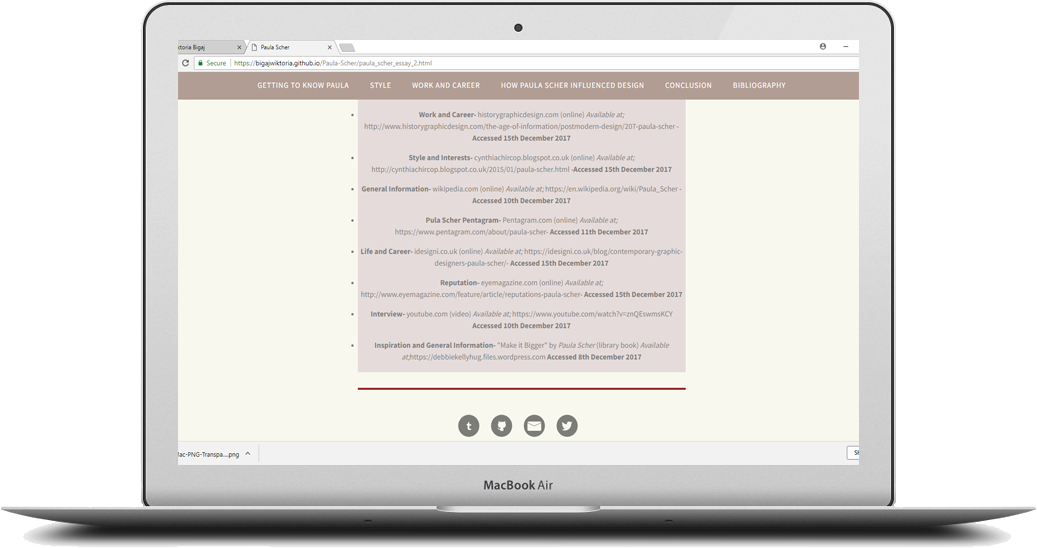 ktoria Bigaj
Paula Scher
Secure
https://bigajwiktoria.github.io/Paula-Scher/paula_scher_essay_2.html
GETTING TO KNOW PAULA STYLE WORK AND CAREER HOW PAULA SCHER INFLUENCED DESIGN CONCLUSION BIBLIOGRAPHY
Work and Career- historygraphicdesign.com (online) Available at;
http://www.historygraphicdesign.com/the-age-of-information/postmodern-design/207-paula-scher -
Accessed 15th December 2017
Style and Interests- cynthiachircop.blogspot.co.uk (online) Available at;
http://cynthiachircop.blogspot.co.uk/2015/01/paula-scher.html -Accessed 15th December 2017
General Information- wikipedia.com (online) Available at; https://en.wikipedia.org/wiki/Paula_Scher -
Accessed 10th December 2017
Pula Scher Pentagram- Pentagram.com (online) Available at;
https://www.pentagram.com/about/paula-scher- Accessed 11th December 2017
Life and Career- idesigni.co.uk (online) Available at; https://idesigni.co.uk/blog/contemporary-graphic-
designers-paula-scher/- Accessed 15th December 2017
Reputation- eyemagazine.com (online) Available at;
http://www.eyemagazine.com/feature/article/reputations-paula-scher- Accessed 15th December 2017
Interview- youtube.com (video) Available at; https://www.youtube.com/watch?v=znQEswmsKCY
Accessed 10th December 2017
Inspiration and General Information- "Make it Bigger" by Paula Scher (library book) Available
at;https://debbiekellyhug.files.wordpress.com Accessed 8th December 2017
Mac-PNG-Transpa....png
MacBook Air